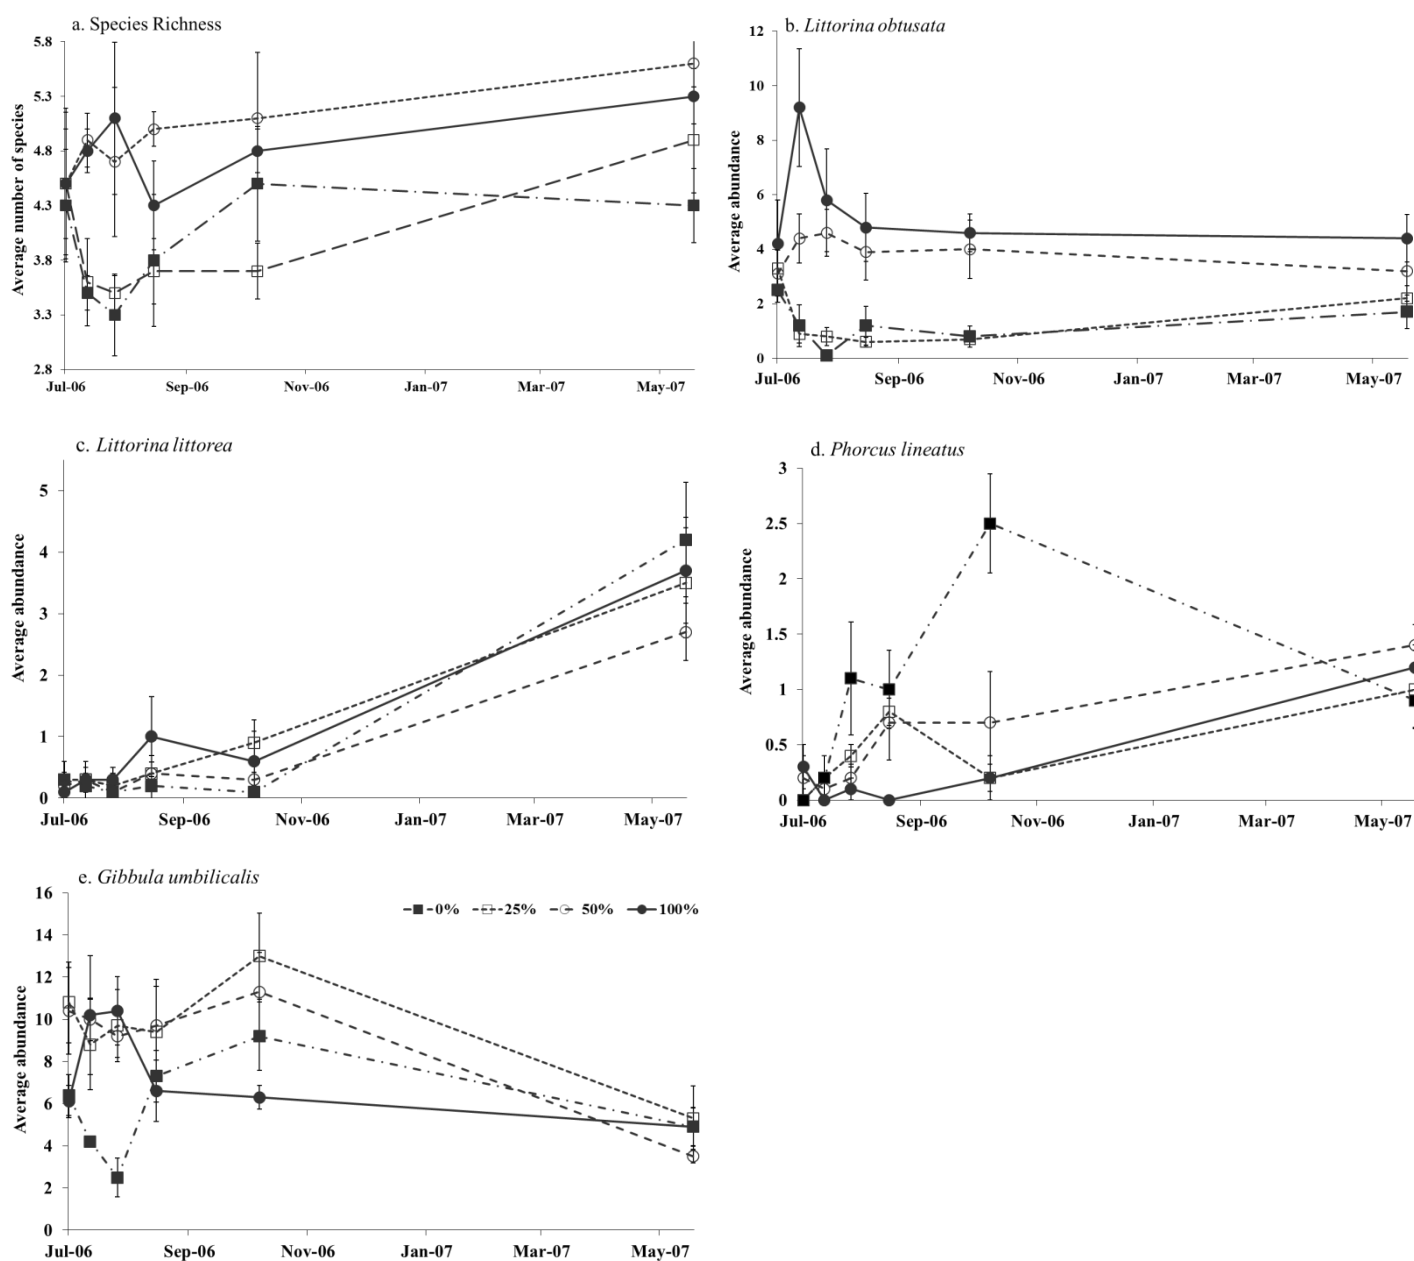 a. Species Richness
Average number of species
5.8
5.3
4.8
4.3
3.8
3.3
2.8
Jul-06 Sep-06 Nov-06 Jan-07 Mar-07 May-07
b. Littorina obtusata
Average abundance
12
10
8
6
4
2
0
Jul-06 Sep-06 Nov-06 Jan-07 Mar-07 May-07
c. Littorina littorea
Average abundance
5
4
3
2
1
0
Jul-06 Sep-06 Nov-06 Jan-07 Mar-07 May-07
d. Phorcus lineatus
Average abundance
3
2.5
2
1.5
1
0.5
0
Jul-06 Sep-06 Nov-06 Jan-07 Mar-07 May-07
e. Gibbula umbilicalis
0% 25% 50% 100%
Average abundance
16
14
12
10
8
6
4
2
0
Jul-06 Sep-06 Nov-06 Jan-07 Mar-07 May-07